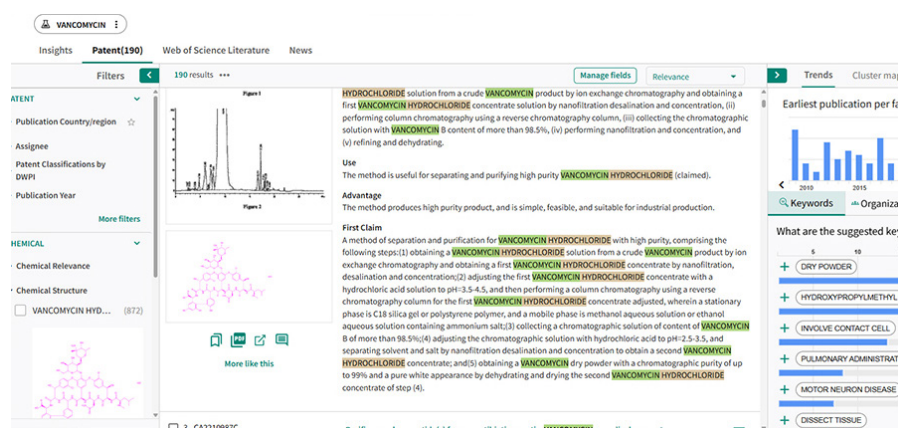 VANCOMYCIN
Insights
Patent(190)
Web of Science Literature
News
Filters
190 results
Manage fields
Relevance
Trends
Cluster map
ATENT
Publication Country/region
Assignee
Patent Classifications by
DWPI
Publication Year
More filters
HEMICAL
Chemical Relevance
Chemical Structure
VANCOMYCIN HYD...
(872)
Figure 1
Figure 2
More like this
HYDROCHLORIDE solution from a crude VANCOMYCIN product by ion exchange chromatography and obtaining a
first VANCOMYCIN HYDROCHLORIDE concentrate solution by nanofiltration desalination and concentration, (ii)
performing column chromatography using a reverse chromatography column, (iii) collecting the chromatographic
solution with VANCOMYCIN B content of more than 98.5%, (iv) performing nanofiltration and concentration, and
(v) refining and dehydrating.
Use
The method is useful for separating and purifying high purity VANCOMYCIN HYDROCHLORIDE (claimed).
Advantage
The method produces high purity product, and is simple, feasible, and suitable for industrial production.
First Claim
A method of separation and purification for VANCOMYCIN HYDROCHLORIDE with high purity, comprising the
following steps:(1) obtaining a VANCOMYCIN HYDROCHLORIDE solution from a crude VANCOMYCIN product by ion
exchange chromatography and obtaining a first VANCOMYCIN HYDROCHLORIDE concentrate by nanofiltration,
desalination and concentration;(2) adjusting the first VANCOMYCIN HYDROCHLORIDE concentrate with a
hydrochloric acid solution to pH=3.5-4.5, and then performing a column chromatography using a reverse
chromatography column for the first VANCOMYCIN HYDROCHLORIDE concentrate adjusted, wherein a stationary
phase is C18 silica gel or polystyrene polymer, and a mobile phase is methanol aqueous solution or ethanol
aqueous solution containing ammonium salt;(3) collecting a chromatographic solution of content of VANCOMYCIN
B of more than 98.5%;(4) adjusting the chromatographic solution with hydrochloric acid to pH=2.5-3.5, and
separating solvent and salt by nanofiltration desalination and concentration to obtain a second VANCOMYCIN
HYDROCHLORIDE concentrate; and(5) obtaining a VANCOMYCIN dry powder with a chromatographic purity of up
to 99% and a pure white appearance by dehydrating and drying the second VANCOMYCIN HYDROCHLORIDE
concentrate of step (4).
Earliest publication per fa
2010
2015
Keywords
Organiza
What are the suggested key
5
10
DRY POWDER
HYDROXYPROPYLMETHYL
INVOLVE CONTACT CELL
PULMONARY ADMINISTRAT
MOTOR NEURON DISEASE
DISSECT TISSUE